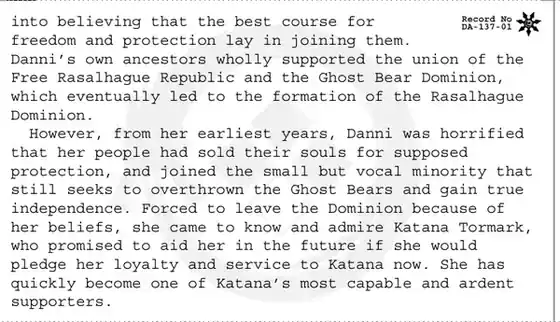 into believing that the best course for
Record No
DA-137-01
freedom and protection lay in joining them.
Danni's own ancestors wholly supported the union of the
Free Rasalhague Republic and the Ghost Bear Dominion,
which eventually led to the formation of the Rasalhague
Dominion.
However, from her earliest years, Danni was horrified
that her people had sold their souls for supposed
protection, and joined the small but vocal minority that
still seeks to overthrown the Ghost Bears and gain true
independence. Forced to leave the Dominion because of
her beliefs, she came to know and admire Katana Tormark,
who promised to aid her in the future if she would
pledge her loyalty and service to Katana now. She has
quickly become one of Katana's most capable and ardent
supporters.